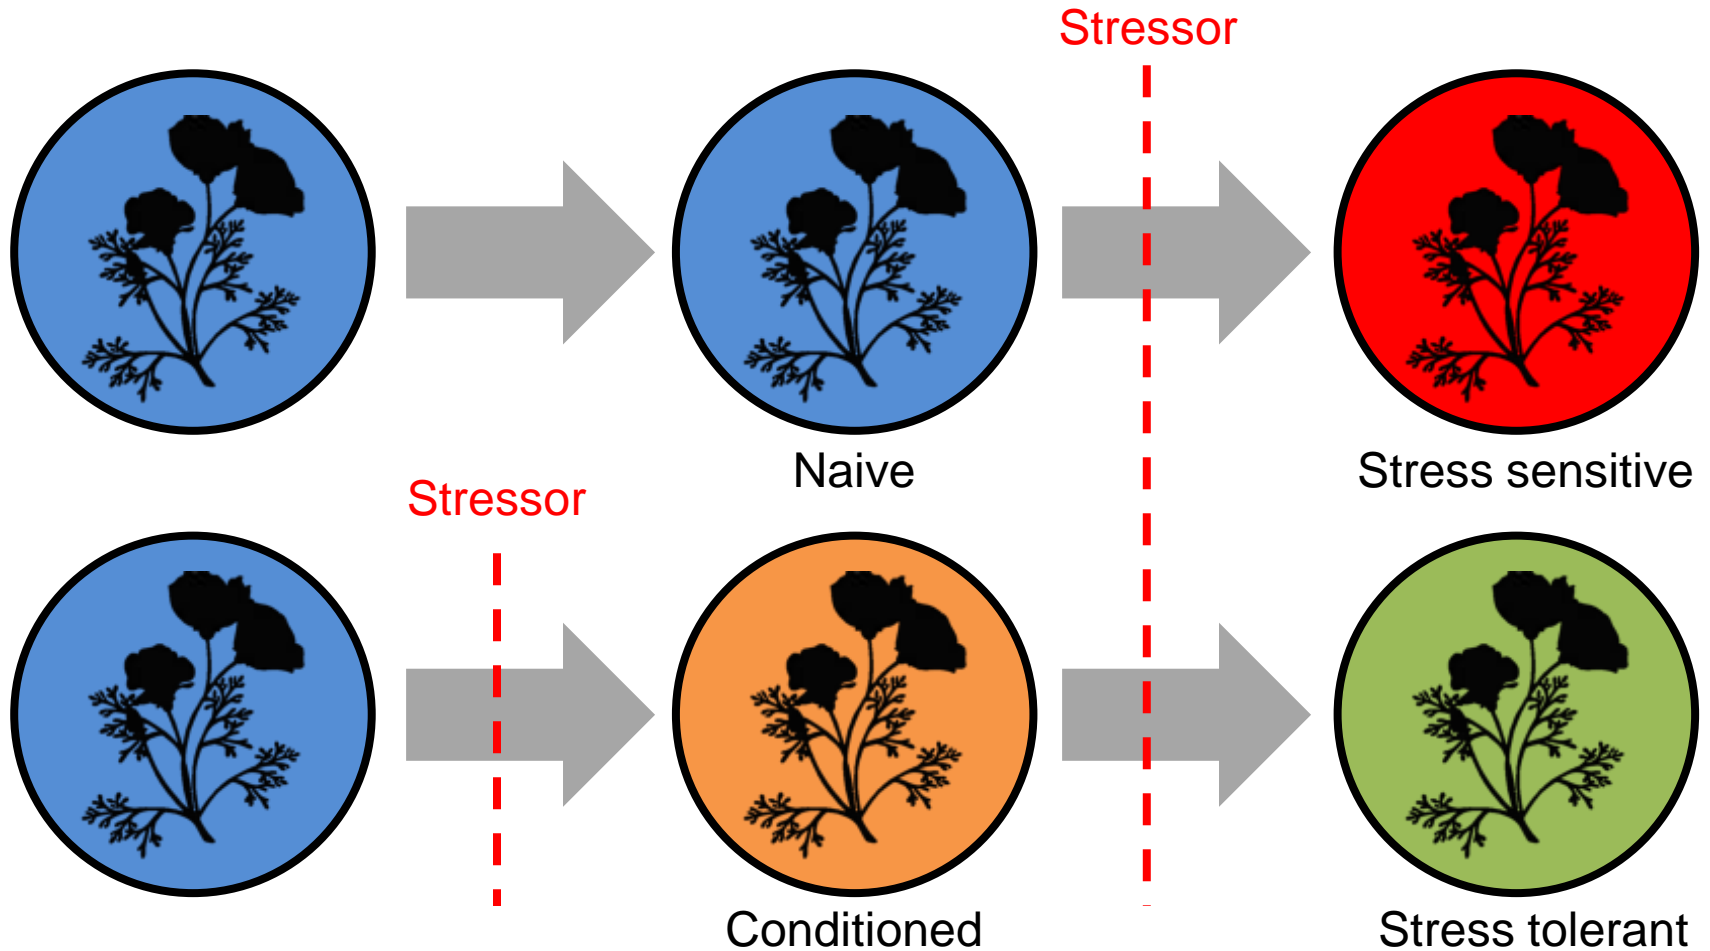 Stressor
Naive
Stress sensitive
Stressor
Conditioned
Stress tolerant